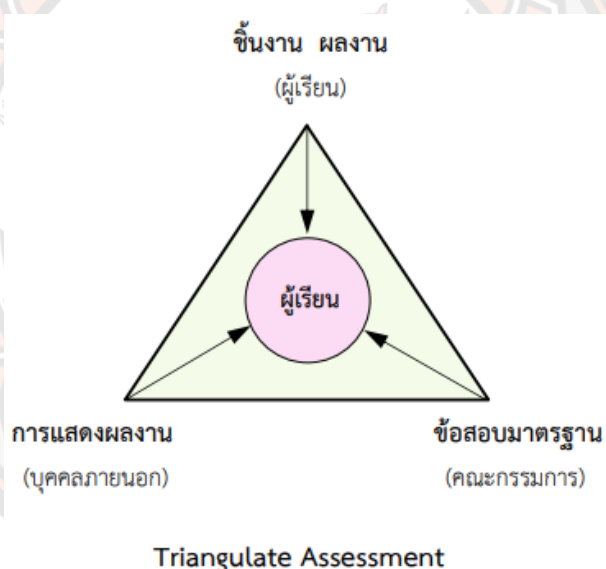 ชิ้นงาน ผลงาน
(ผู้เรียน)
ผู้เรียน
การแสดงผลงาน
(บุคคลภายนอก)
ข้อสอบมาตรฐาน
(คณะกรรมการ)
Triangulate Assessment